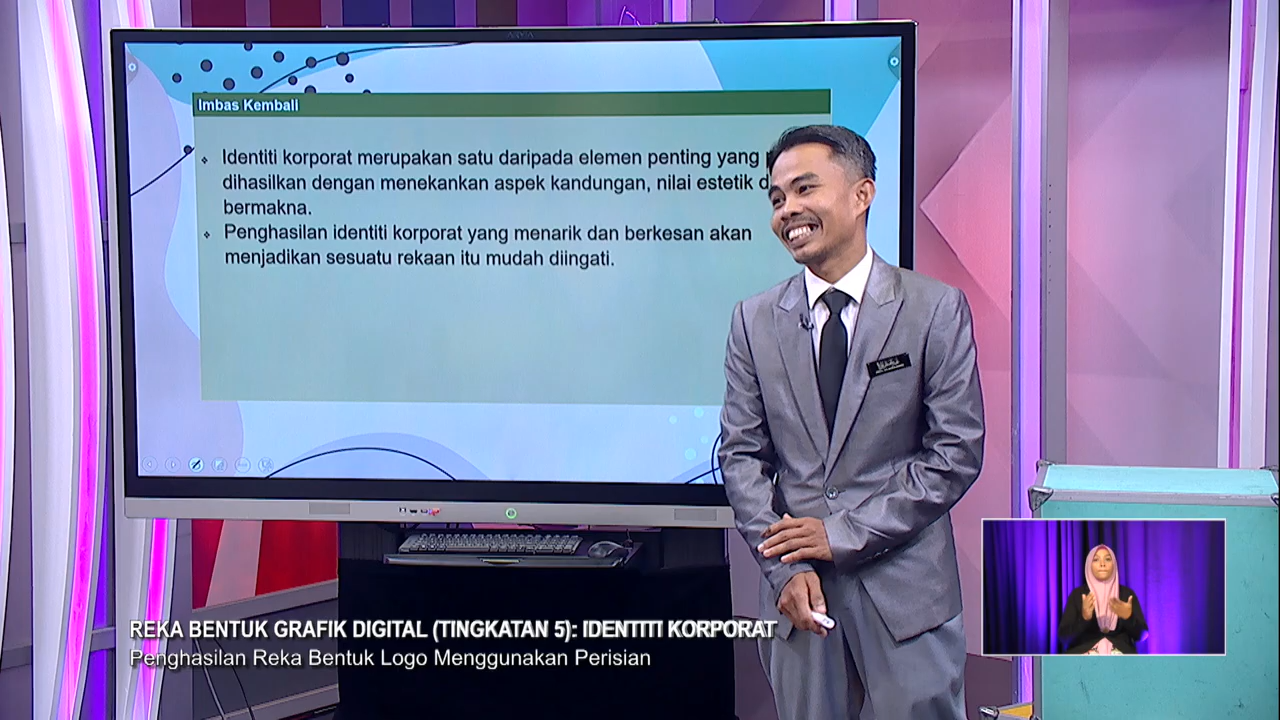 Imbas Kembali
Identiti korporat merupakan satu daripada elemen penting yang
dihasilkan dengan menekankan aspek kandungan, nilai estetik
bermakna.
Penghasilan identiti korporat yang menarik dan berkesan akan
menjadikan sesuatu rekaan itu mudah diingati.
REKA BENTUK GRAFIK DIGITAL (TINGKATAN 5): IDENTITI KORPORAT
Penghasilan Reka Bentuk Logo Menggunakan Perisian